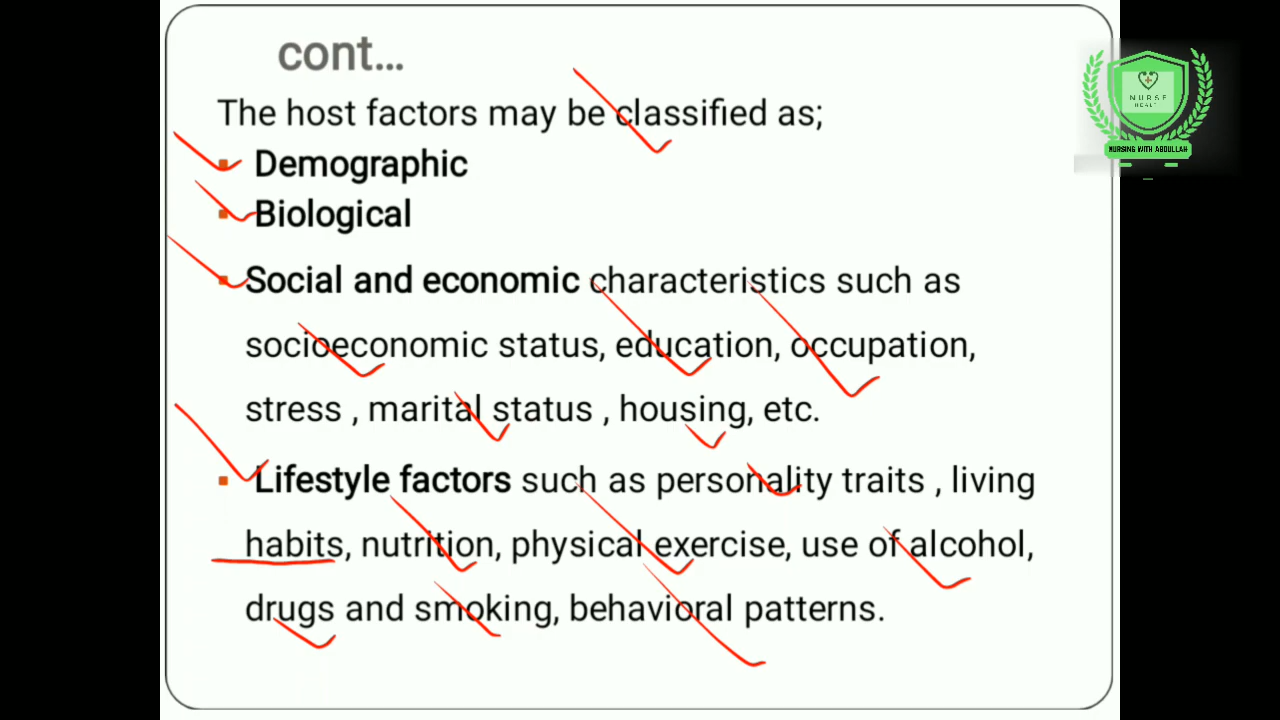 cont...
The host factors may be classified as;
▪ Demographic
▪ Biological
▪ Social and economic characteristics such as
socioeconomic status, education, occupation,
stress , marital status , housing, etc.
▪ Lifestyle factors such as personality traits , living
habits, nutrition, physical exercise, use of alcohol,
drugs and smoking, behavioral patterns.
NURSE
NURSING WITH ABDULLAH